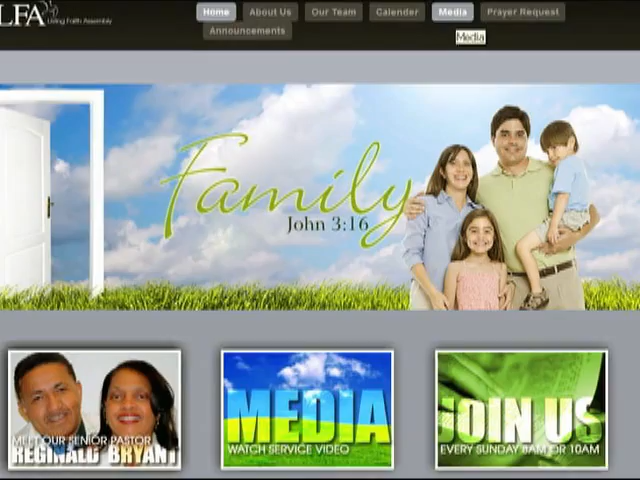 LFA Living Faith Assembly
Home About Us Our Team Calender Media Prayer Request
Announcements
Media
Family
John 3:16
MEET OUR SENIOR PASTOR
REGINALD BRYANT
MEDIA
WATCH SERVICE VIDEO
JOIN US
EVERY SUNDAY 8AM OR 10AM